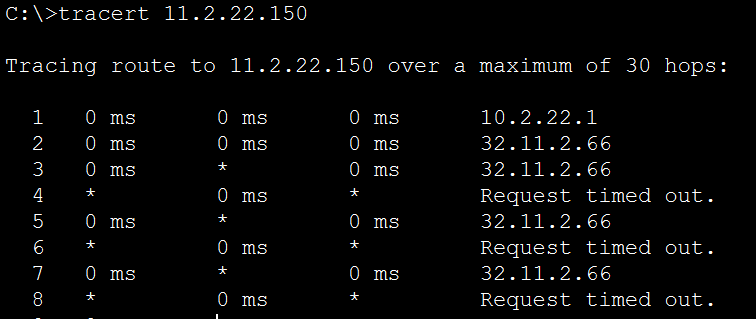 C:\>tracert 11.2.22.150
Tracing route to 11.2.22.150 over a maximum of 30 hops:
1 0 ms 0 ms 0 ms 10.2.22.1
2 0 ms 0 ms 0 ms 32.11.2.66
3 0 ms * 0 ms 32.11.2.66
4 * 0 ms * Request timed out.
5 0 ms * 0 ms 32.11.2.66
6 * 0 ms * Request timed out.
7 0 ms * 0 ms 32.11.2.66
8 * 0 ms * Request timed out.